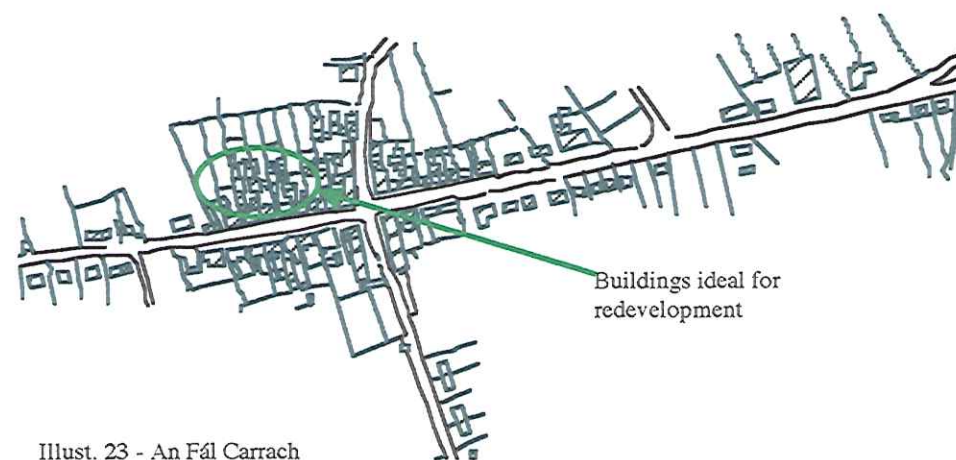 Buildings ideal for
redevelopment
Illust. 23 - An Fál Carrach